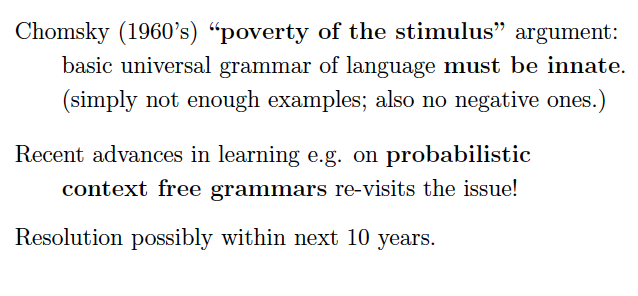 Chomsky (1960's) “poverty of the stimulus” argument:
basic universal grammar of language must be innate.
(simply not enough examples; also no negative ones.)
Recent advances in learning e.g. on probabilistic
context free grammars re-visits the issue!
Resolution possibly within next 10 years.